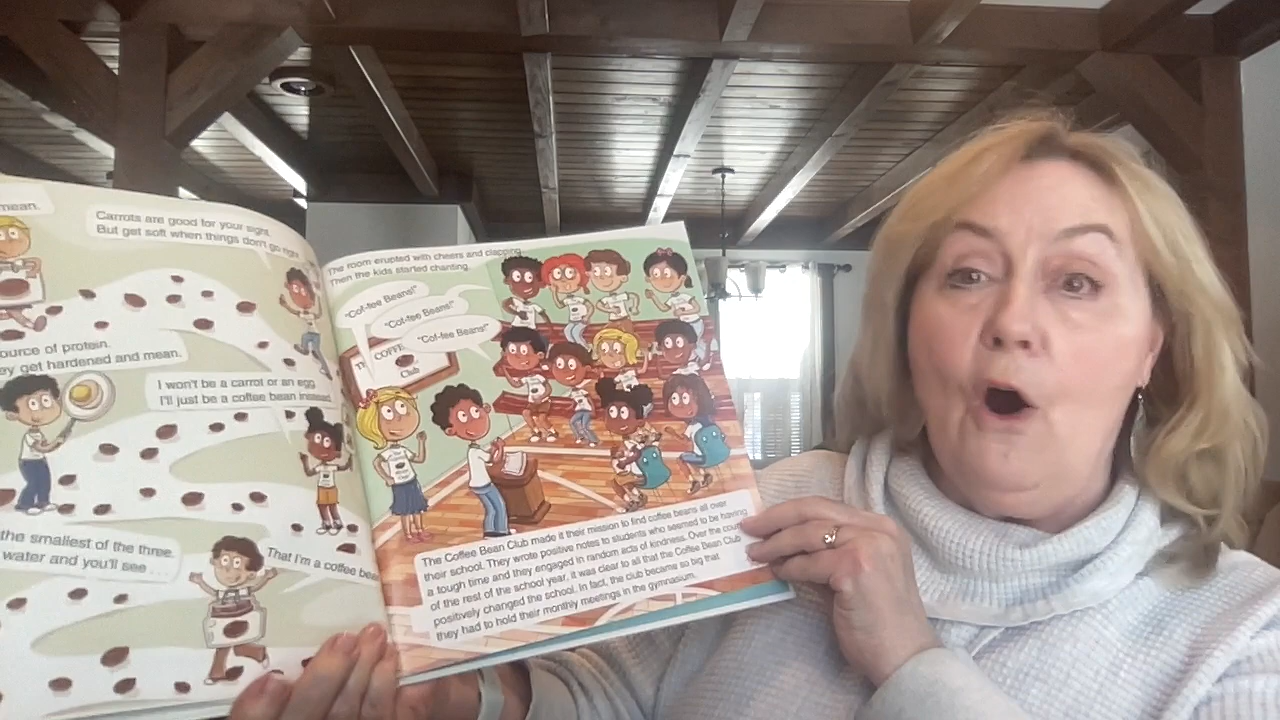 mean.
Carrots are good for your sight.
But get soft when things don't go right.
ource of protein.
ey get hardened and mean.
I won't be a carrot or an egg.
I'll just be a coffee bean instead.
the smallest of the three.
water and you'll see ...
That I'm a coffee bean
The room erupted with cheers and clapping.
Then the kids started chanting.
"Cof-fee Beans!"
"Cof-fee Beans!"
"Cof-fee Beans!"
COFFE
Club
The Coffee Bean Club made it their mission to find coffee beans all over
their school. They wrote positive notes to students who seemed to be having
a tough time and they engaged in random acts of kindness. Over the course
of the rest of the school year, it was clear to all that the Coffee Bean Club
positively changed the school. In fact, the club became so big that
they had to hold their monthly meetings in the gymnasium.